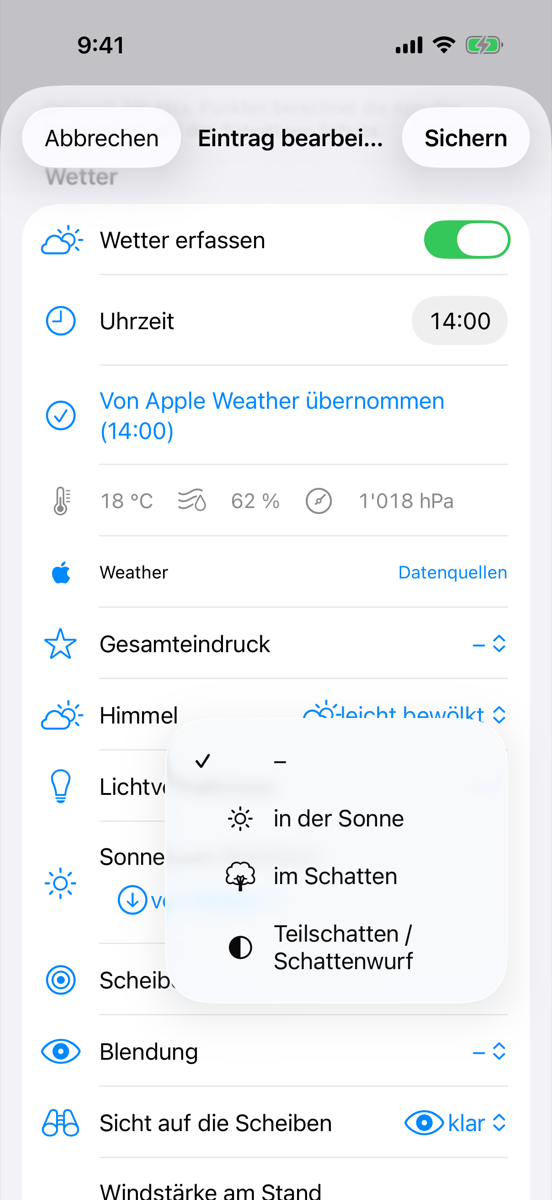 9:41
Abbrechen
Eintrag bearbei...
Sichern
Wetter
Wetter erfassen
Uhrzeit
14:00
Von Apple Weather übernommen
(14:00)
18 °C
62 %
1'018 hPa
Weather
Datenquellen
Gesamteindruck
–
Himmel
leicht bewölkt
–
in der Sonne
im Schatten
Teilschatten /
Schattenwurf
Blendung
–
Sicht auf die Scheiben
klar
Windstärke am Stand